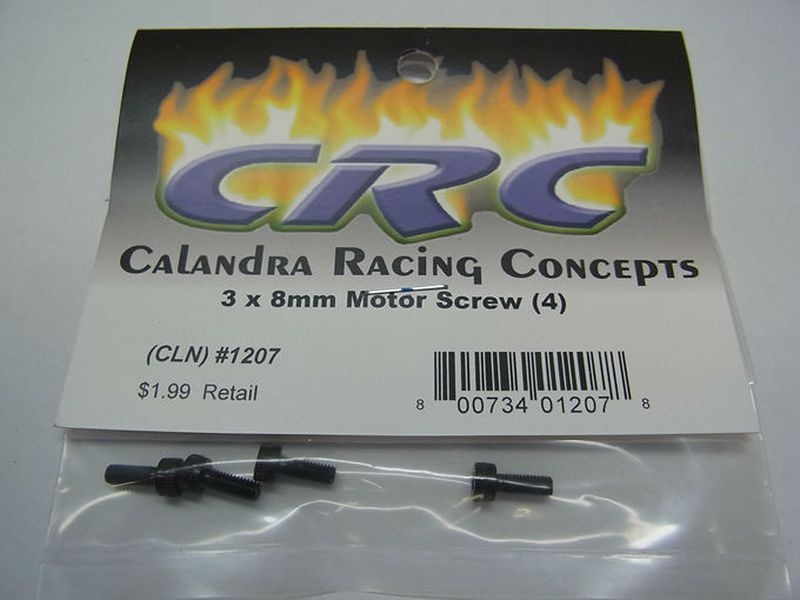 CRC
Calandra Racing Concepts
3 x 8mm Motor Screw (4)
(CLN) #1207
$1.99 Retail
8 00734 01207 8